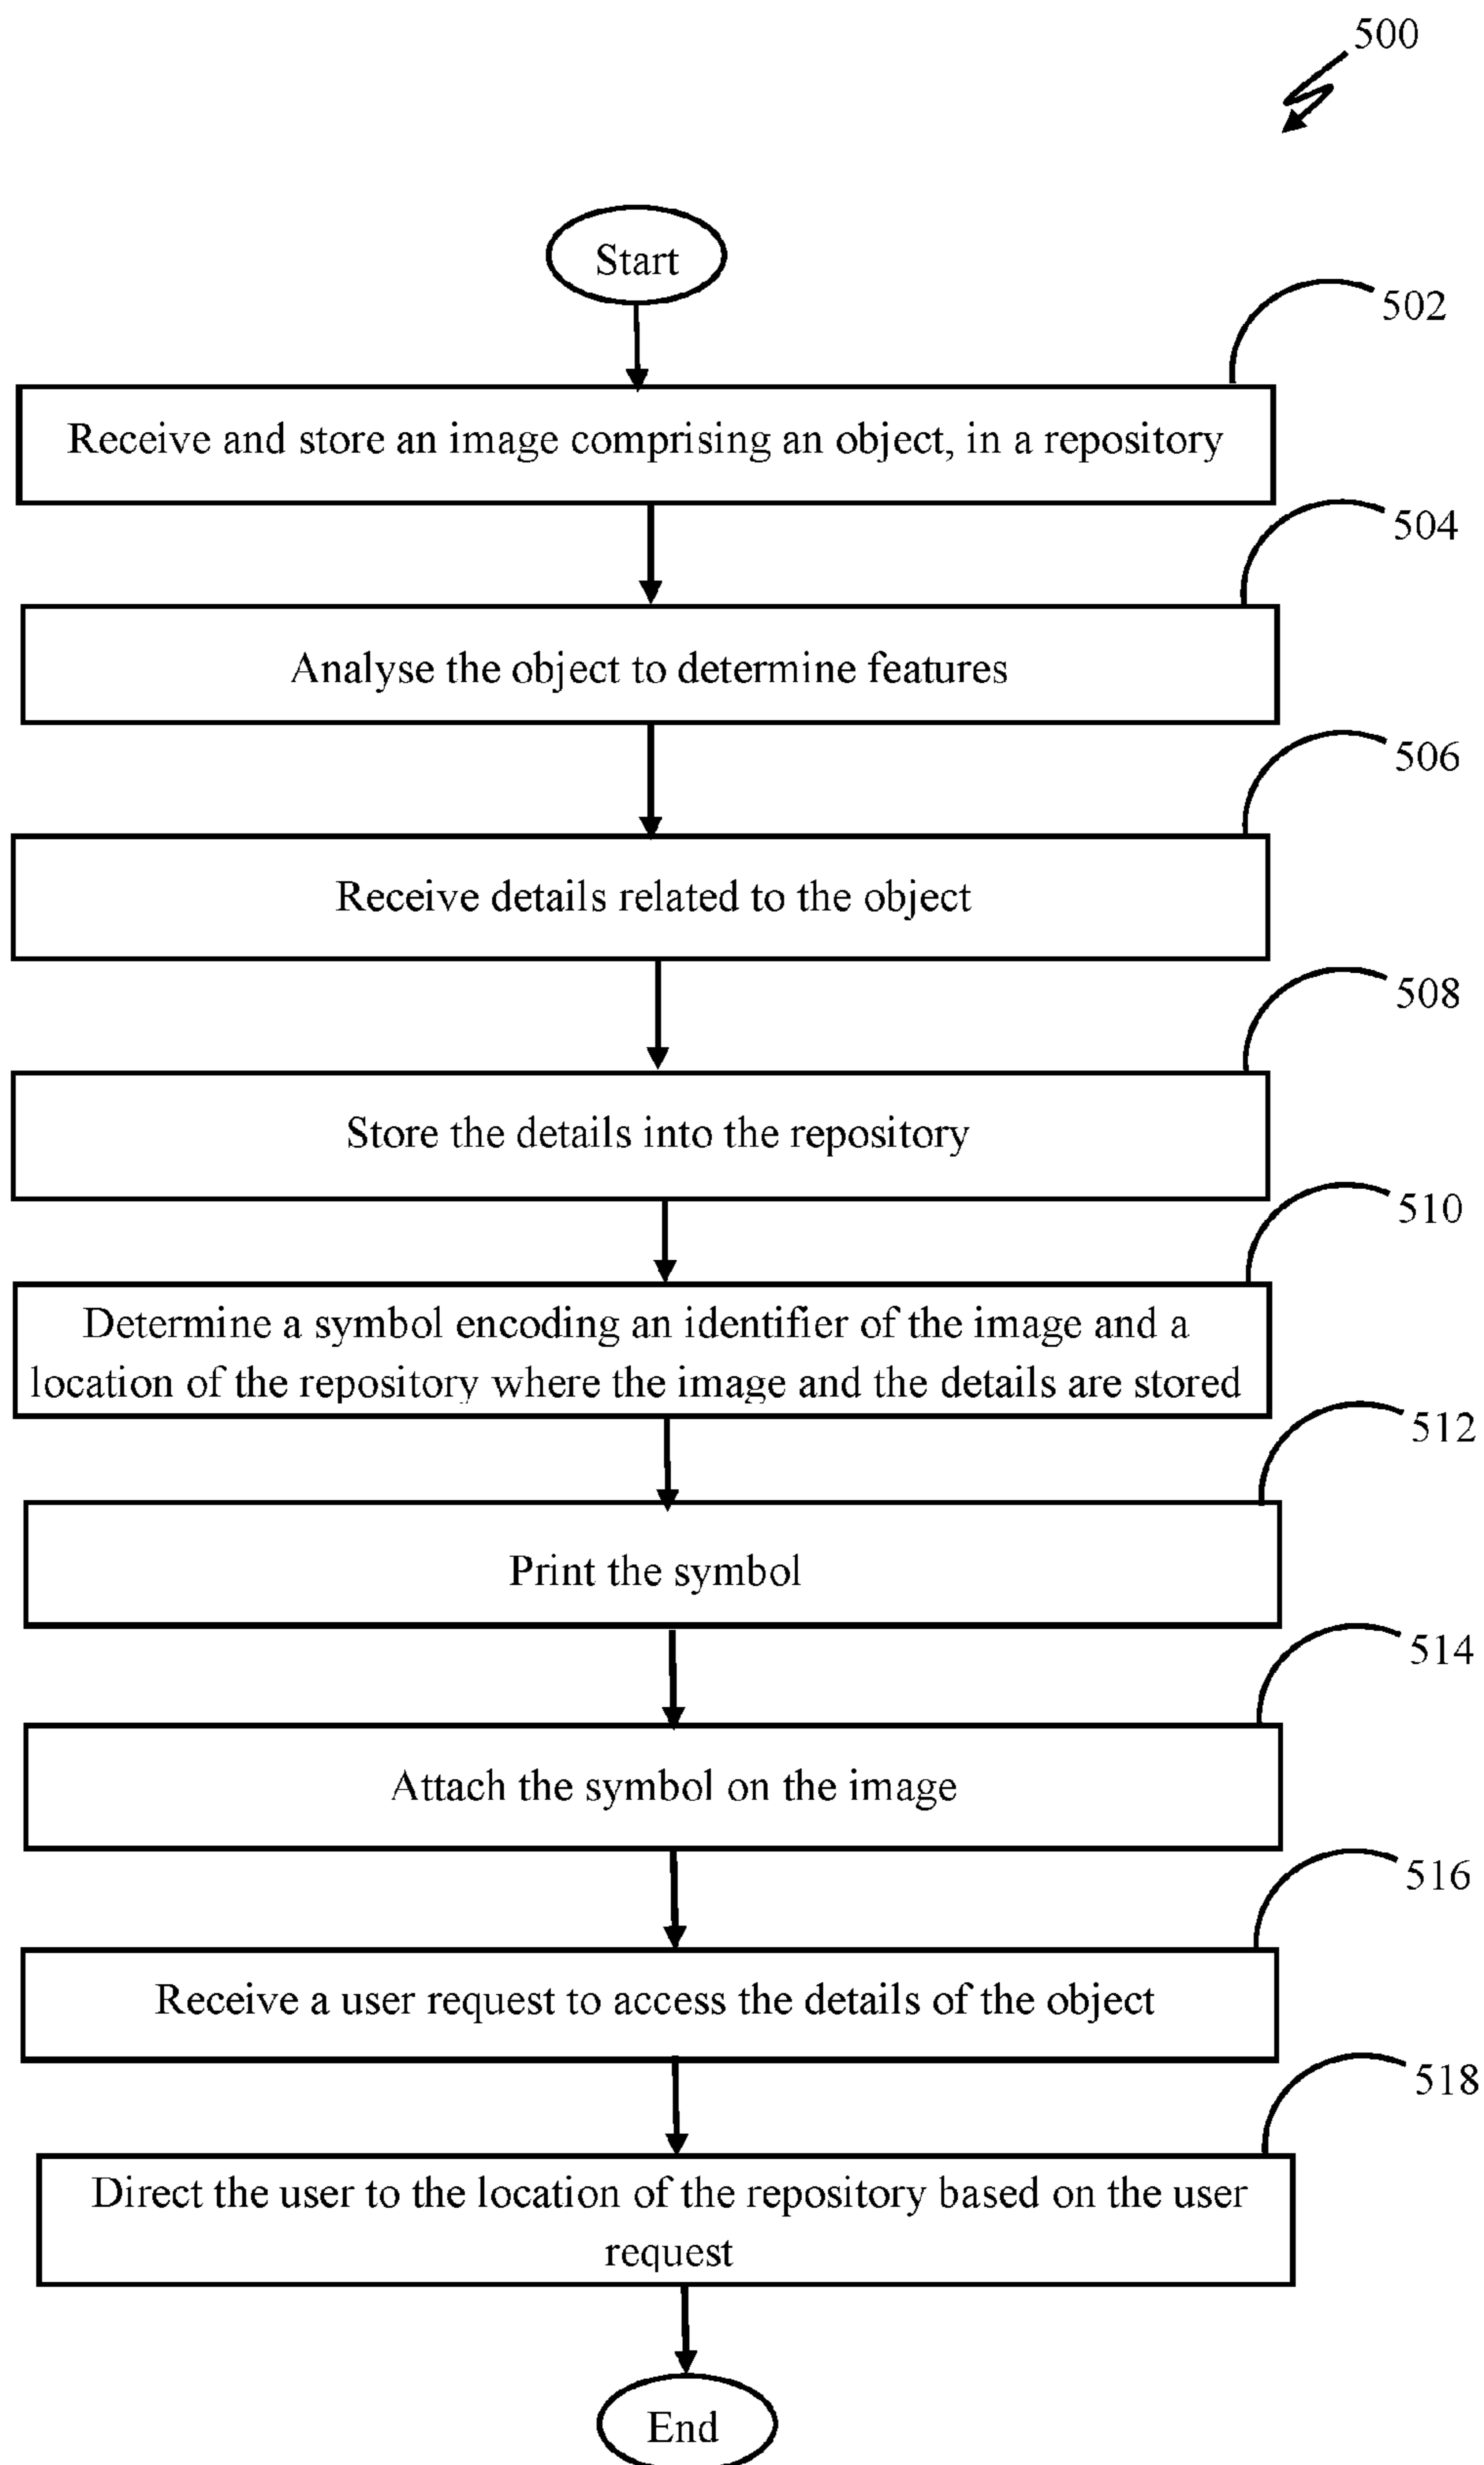 500
Start
502
Receive and store an image comprising an object, in a repository
504
Analyse the object to determine features
506
Receive details related to the object
508
Store the details into the repository
510
Determine a symbol encoding an identifier of the image and a
location of the repository where the image and the details are stored
512
Print the symbol
514
Attach the symbol on the image
516
Receive a user request to access the details of the object
518
Direct the user to the location of the repository based on the user
request
End